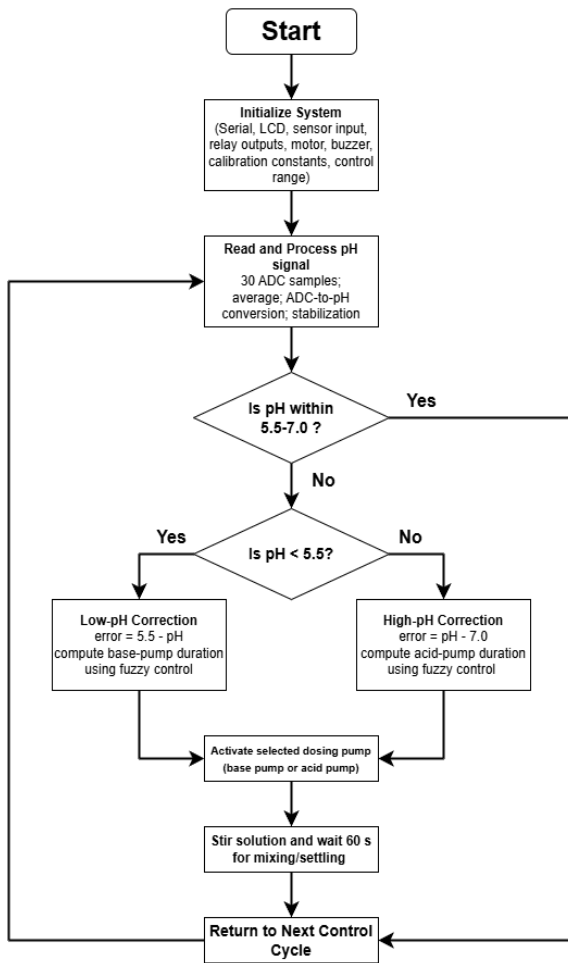 Start
Initialize System
(Serial, LCD, sensor input,
relay outputs, motor, buzzer,
calibration constants, control
range)
Read and Process pH
signal
30 ADC samples;
average; ADC-to-pH
conversion; stabilization
Is pH within
5.5-7.0 ?
Yes
No
Is pH < 5.5?
Yes
No
Low-pH Correction
error = 5.5 - pH
compute base-pump duration
using fuzzy control
High-pH Correction
error = pH - 7.0
compute acid-pump duration
using fuzzy control
Activate selected dosing pump
(base pump or acid pump)
Stir solution and wait 60 s
for mixing/settling
Return to Next Control
Cycle